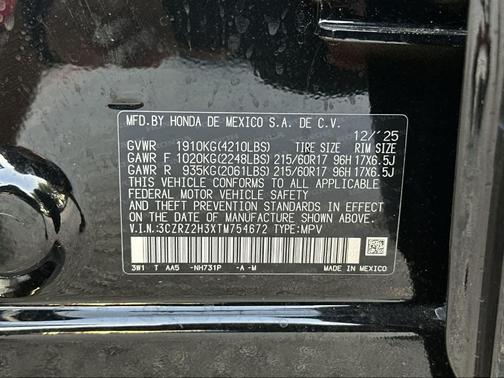 MFD.BY HONDA DE MEXICO S.A. DE C.V.
12/'25
GVWR 1910KG(4210LBS) TIRE SIZE RIM SIZE
GAWR F 1020KG(2248LBS) 215/60R17 96H 17X6.5J
GAWR R 935KG(2061LBS) 215/60R17 96H 17X6.5J
THIS VEHICLE CONFORMS TO ALL APPLICABLE
FEDERAL MOTOR VEHICLE SAFETY, BUMPER,
AND THEFT PREVENTION STANDARDS IN EFFECT
ON THE DATE OF MANUFACTURE SHOWN ABOVE.
V.I.N.:3CZRZ2H3XTM754672 TYPE:MPV
3W1 T AA5 -NH731P -A -M MADE IN MEXICO